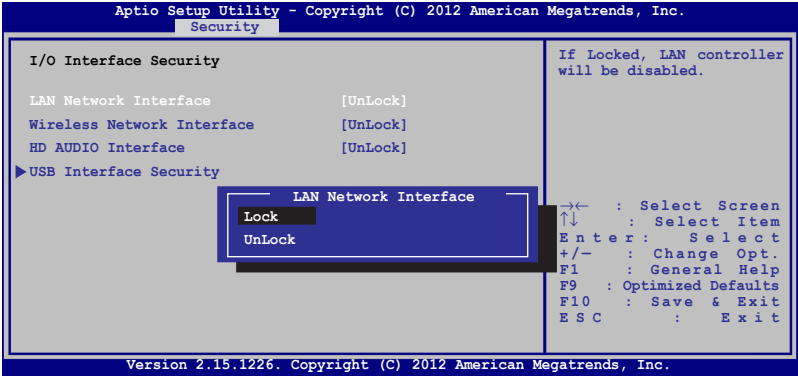 Aptio Setup Utility - Copyright (C) 2012 American Megatrends, Inc.
Security
I/O Interface Security
LAN Network Interface [UnLock]
Wireless Network Interface [UnLock]
HD AUDIO Interface [UnLock]
USB Interface Security
LAN Network Interface
Lock
UnLock
If Locked, LAN controller
will be disabled.
→← : Select Screen
↑↓ : Select Item
Enter: Select
+/— : Change Opt.
F1 : General Help
F9 : Optimized Defaults
F10 : Save & Exit
ESC : Exit
Version 2.15.1226. Copyright (C) 2012 American Megatrends, Inc.